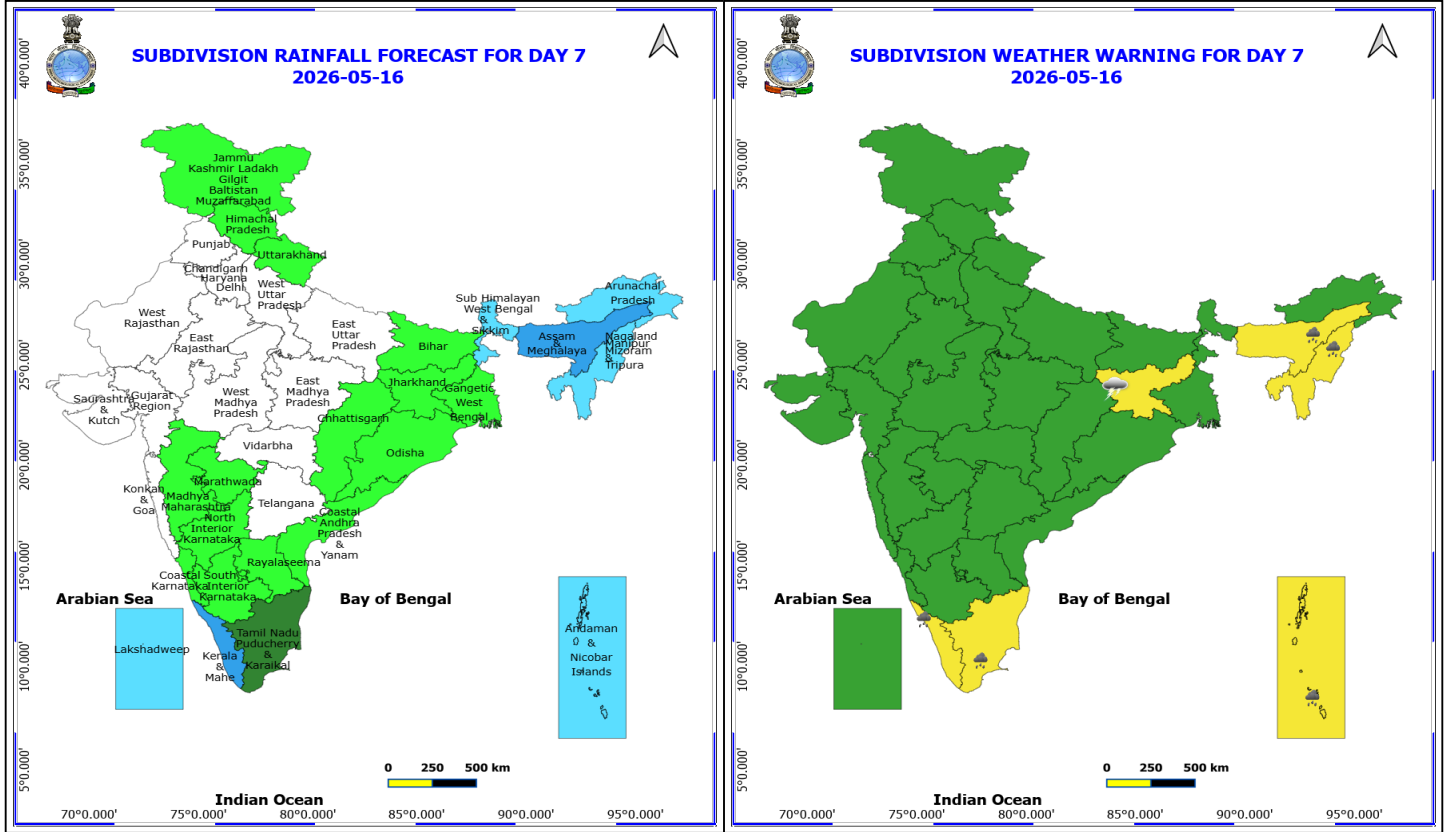 SUBDIVISION RAINFALL FORECAST FOR DAY 7
2026-05-16
40°0.000'
35°0.000'
30°0.000'
25°0.000'
20°0.000'
15°0.000'
10°0.000'
5°0.000'
Jammu
Kashmir Ladakh
Gilgit
Baltistan
Muzaffarabad
Himachal
Pradesh
Punjab
Uttarakhand
Chandigarh
Haryana
Delhi
West
Uttar
Pradesh
West
Rajasthan
East
Rajasthan
East
Uttar
Pradesh
Sub Himalayan
West Bengal
&
Sikkim
Arunachal
Pradesh
Assam
&
Meghalaya
Nagaland
Manipur
Mizoram
&
Tripura
Bihar
Jharkhand
Gangetic
West
Bengal
Saurashtra
&
Kutch
Gujarat
Region
West
Madhya
Pradesh
East
Madhya
Pradesh
Chhattisgarh
Vidarbha
Odisha
Konkan
&
Goa
Marathwada
Madhya
Maharashtra
Telangana
North
Interior
Karnataka
Coastal
Andhra
Pradesh
&
Yanam
Rayalaseema
Coastal
Karnataka
South
Interior
Karnataka
Arabian Sea
Bay of Bengal
Lakshadweep
Kerala
&
Mahe
Tamil Nadu
Puducherry
&
Karaikal
Andaman
&
Nicobar
Islands
0 250 500 km
Indian Ocean
70°0.000' 75°0.000' 80°0.000' 85°0.000' 90°0.000' 95°0.000'
SUBDIVISION WEATHER WARNING FOR DAY 7
2026-05-16
40°0.000'
35°0.000'
30°0.000'
25°0.000'
20°0.000'
15°0.000'
10°0.000'
5°0.000'
Arabian Sea
Bay of Bengal
0 250 500 km
Indian Ocean
70°0.000' 75°0.000' 80°0.000' 85°0.000' 90°0.000' 95°0.000'